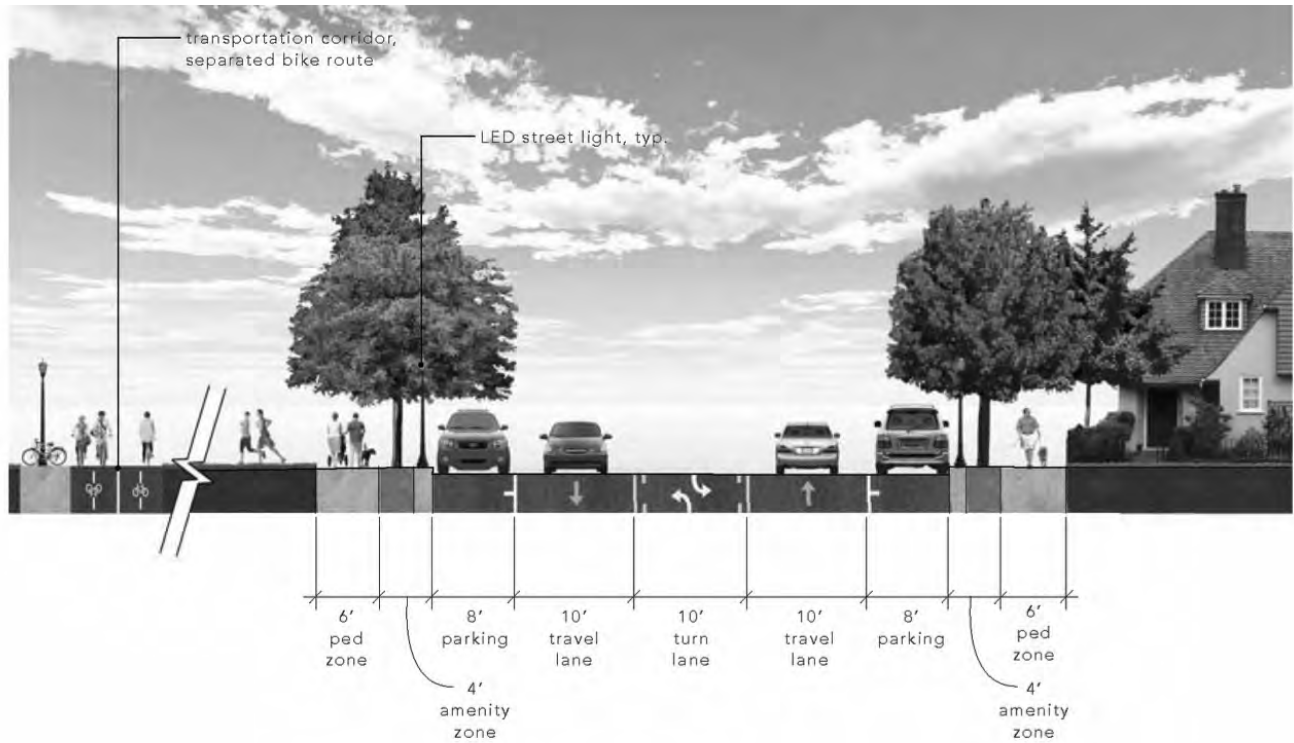 transportation corridor,
separated bike route
LED street light, typ.
6'
ped
zone
4'
amenity
zone
8'
parking
10'
travel
lane
10'
turn
lane
10'
travel
lane
8'
parking
4'
amenity
zone
6'
ped
zone